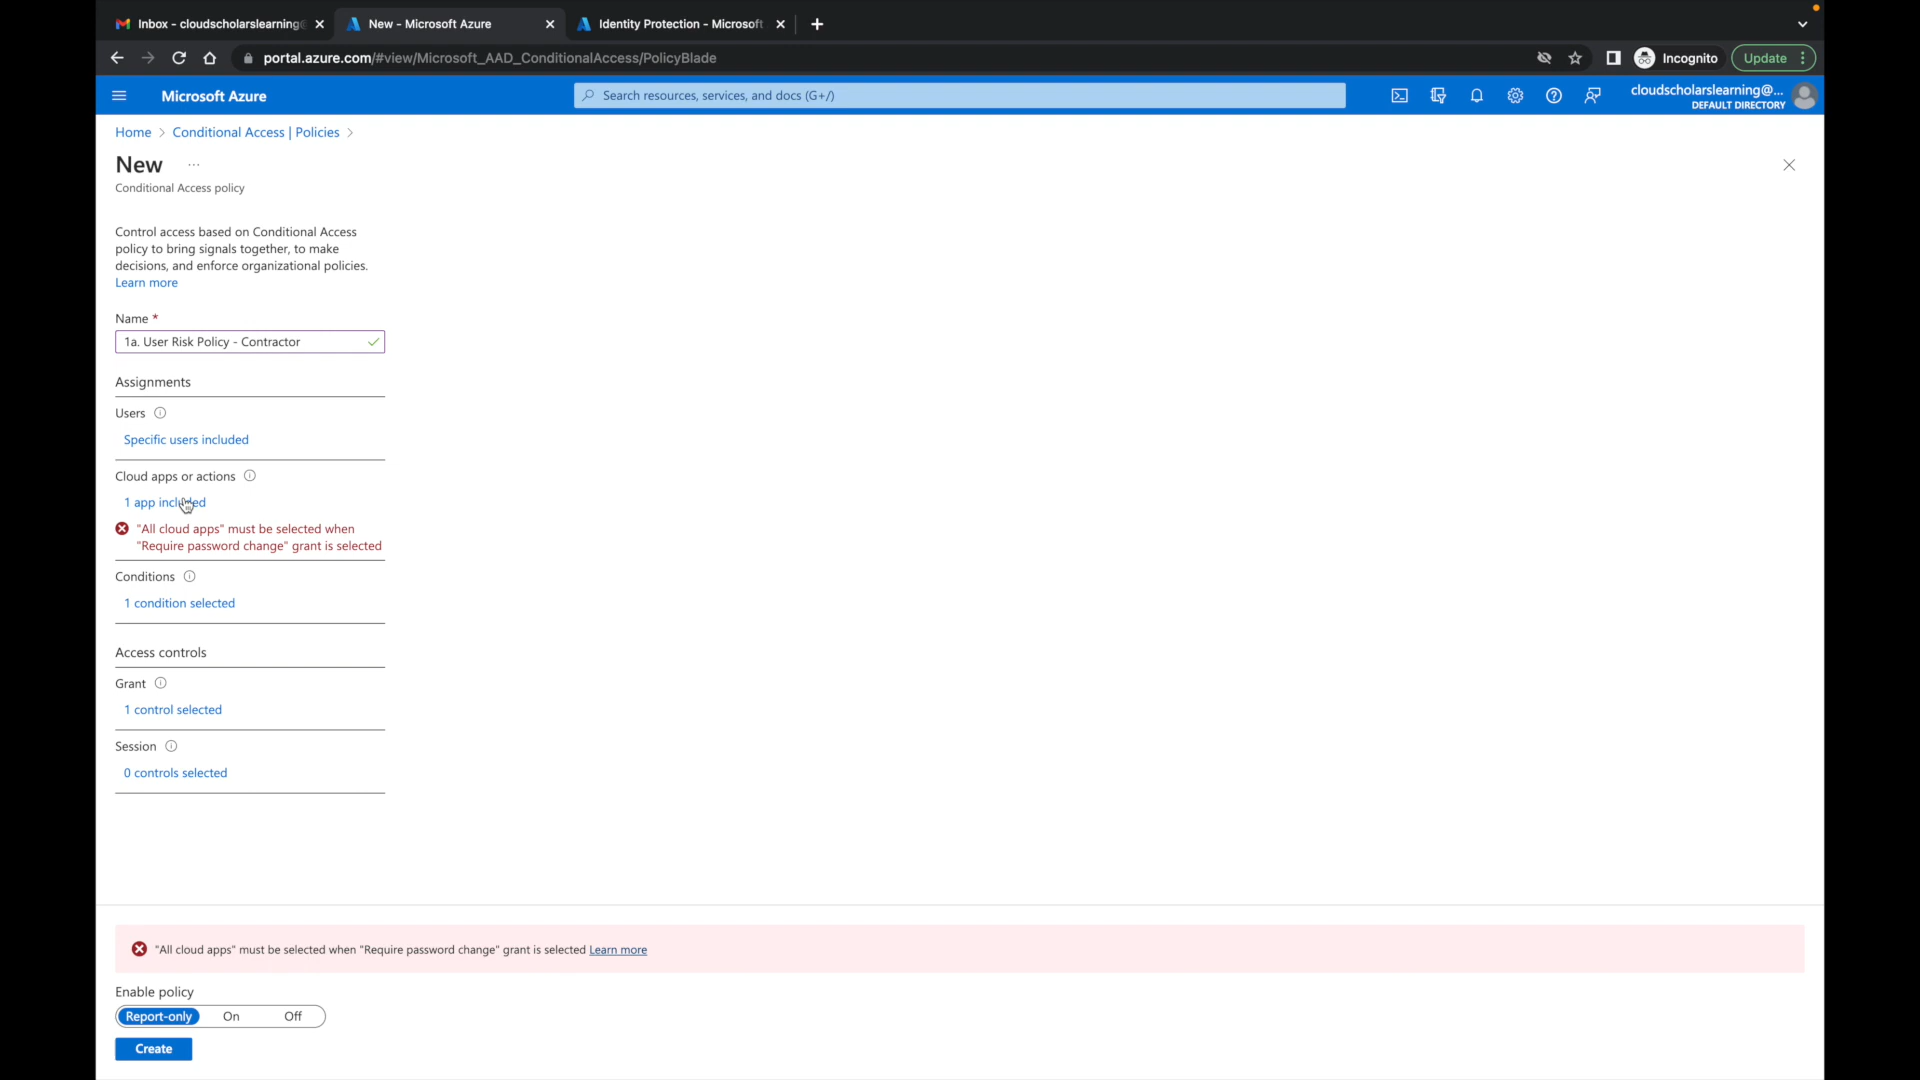 Inbox - cloudscholarslearning@
New - Microsoft Azure
Identity Protection - Microsoft
portal.azure.com/#view/Microsoft_AAD_ConditionalAccess/PolicyBlade
Incognito
Update
Microsoft Azure
Search resources, services, and docs (G+/)
cloudscholarslearning@...
DEFAULT DIRECTORY
Home > Conditional Access | Policies >
New ...
Conditional Access policy
Control access based on Conditional Access
policy to bring signals together, to make
decisions, and enforce organizational policies.
Learn more
Name *
1a. User Risk Policy - Contractor
Assignments
Users
Specific users included
Cloud apps or actions
1 app included
"All cloud apps" must be selected when
"Require password change" grant is selected
Conditions
1 condition selected
Access controls
Grant
1 control selected
Session
0 controls selected
"All cloud apps" must be selected when "Require password change" grant is selected Learn more
Enable policy
Report-only On Off
Create